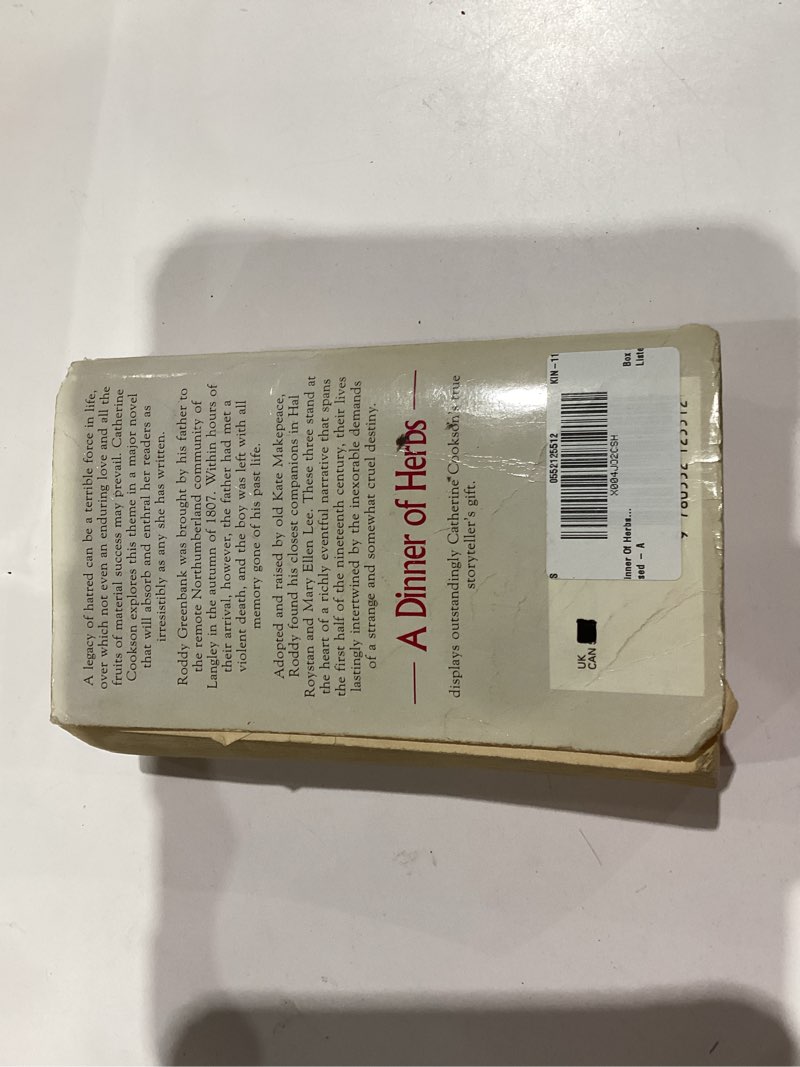 A legacy of hatred can be a terrible force in life,
over which not even an enduring love and all the
fruits of material success may prevail. Catherine
Cookson explores this theme in a major novel
that will absorb and enthral her readers as
irresistibly as any she has written.
Roddy Greenbank was brought by his father to
the remote Northumberland community of
Langley in the autumn of 1807. Within hours of
their arrival, however, the father had met a
violent death, and the boy was left with all
memory gone of his past life.
Adopted and raised by old Kate Makepeace,
Roddy found his closest companions in Hal
Roystan and Mary Ellen Lee. These three stand at
the heart of a richly eventful narrative that spans
the first half of the nineteenth century, their lives
lastingly intertwined by the inexorable demands
of a strange and somewhat cruel destiny.
— A Dinner of Herbs —
displays outstandingly Catherine Cookson's true
storyteller's gift.
UK
CAN
S 0552125512 KIN-11
X004JO2CSH
inner Of Herbs...
sed - A
Box
Liste
9 780552 125512